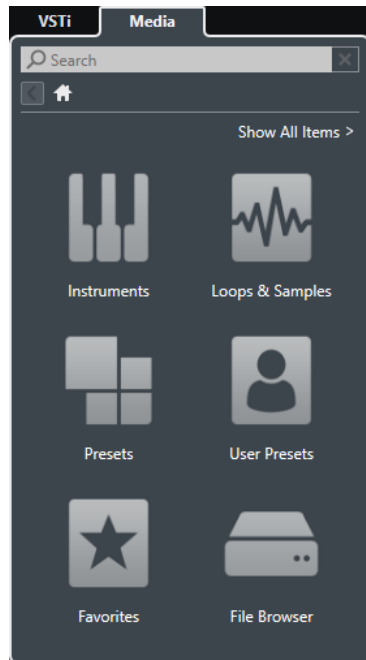 VSTi Media
Search
Show All Items >
Instruments Loops & Samples
Presets User Presets
Favorites File Browser